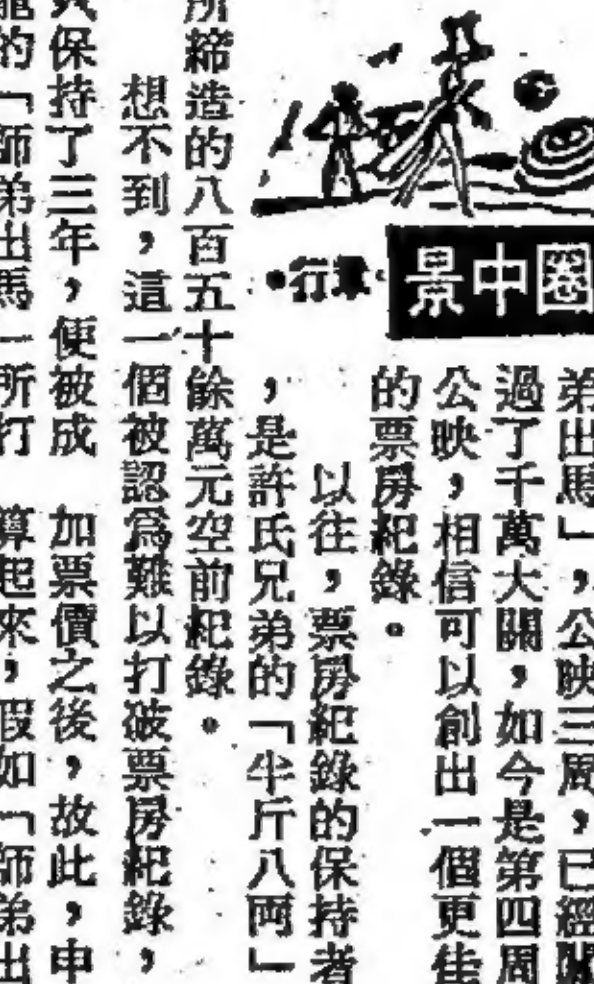 圈中景
弟出馬」,公映三周,已經闖
過了千萬大關,如今是第四周
公映,相信可以創出一個更佳
的票房紀錄。
以往,票房紀錄的保持者
,是許氏兄弟的「半斤八両」
所締造的八百五十餘萬元空前紀錄。
想不到,這一個被認爲難以打破票房紀錄,
保持了三年,便被成
龍的「師弟出馬」所打
加票價之後,故此,申
算起來,假如「師弟出